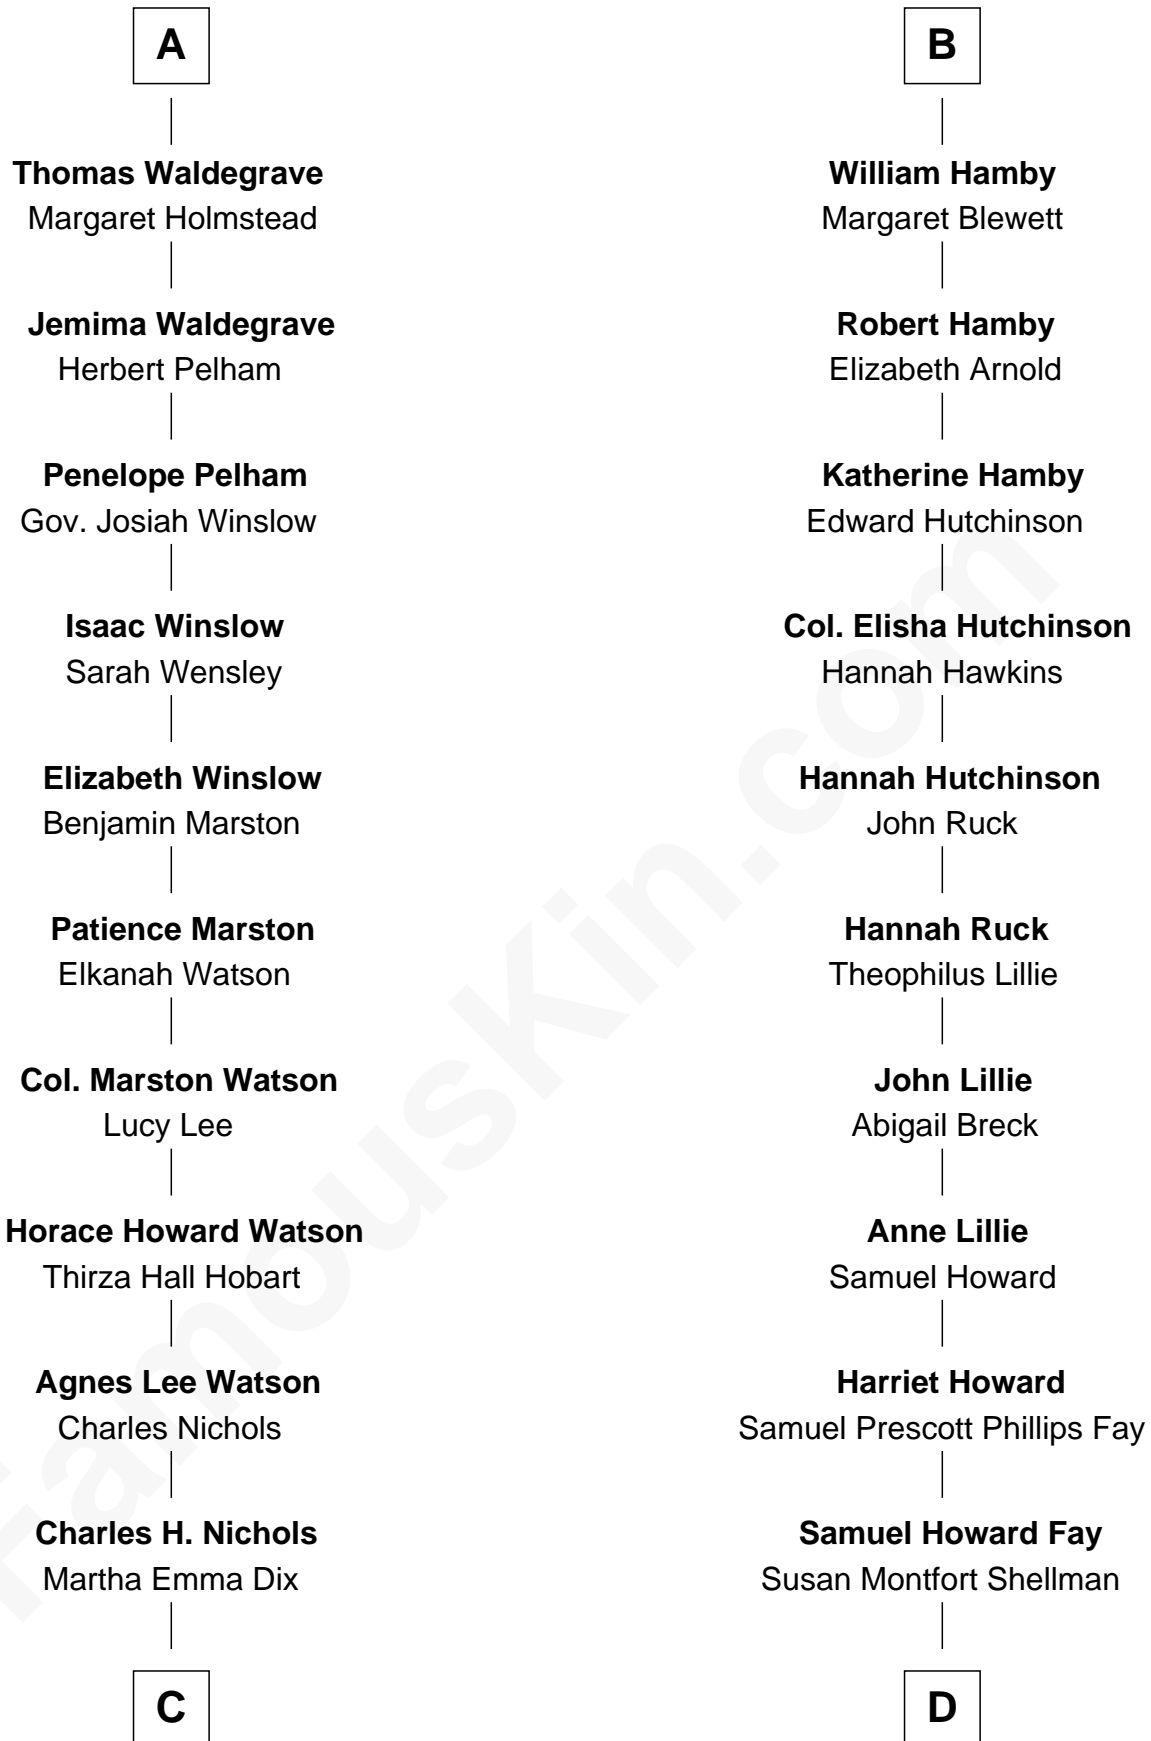 A
Thomas Waldegrave
Margaret Holmstead
Jemima Waldegrave
Herbert Pelham
Penelope Pelham
Gov. Josiah Winslow
Isaac Winslow
Sarah Wensley
Elizabeth Winslow
Benjamin Marston
Patience Marston
Elkanah Watson
Col. Marston Watson
Lucy Lee
Horace Howard Watson
Thirza Hall Hobart
Agnes Lee Watson
Charles Nichols
Charles H. Nichols
Martha Emma Dix
C
B
William Hamby
Margaret Blewett
Robert Hamby
Elizabeth Arnold
Katherine Hamby
Edward Hutchinson
Col. Elisha Hutchinson
Hannah Hawkins
Hannah Hutchinson
John Ruck
Hannah Ruck
Theophilus Lillie
John Lillie
Abigail Breck
Anne Lillie
Samuel Howard
Harriet Howard
Samuel Prescott Phillips Fay
Samuel Howard Fay
Susan Montfort Shellman
D
FamousKin.com